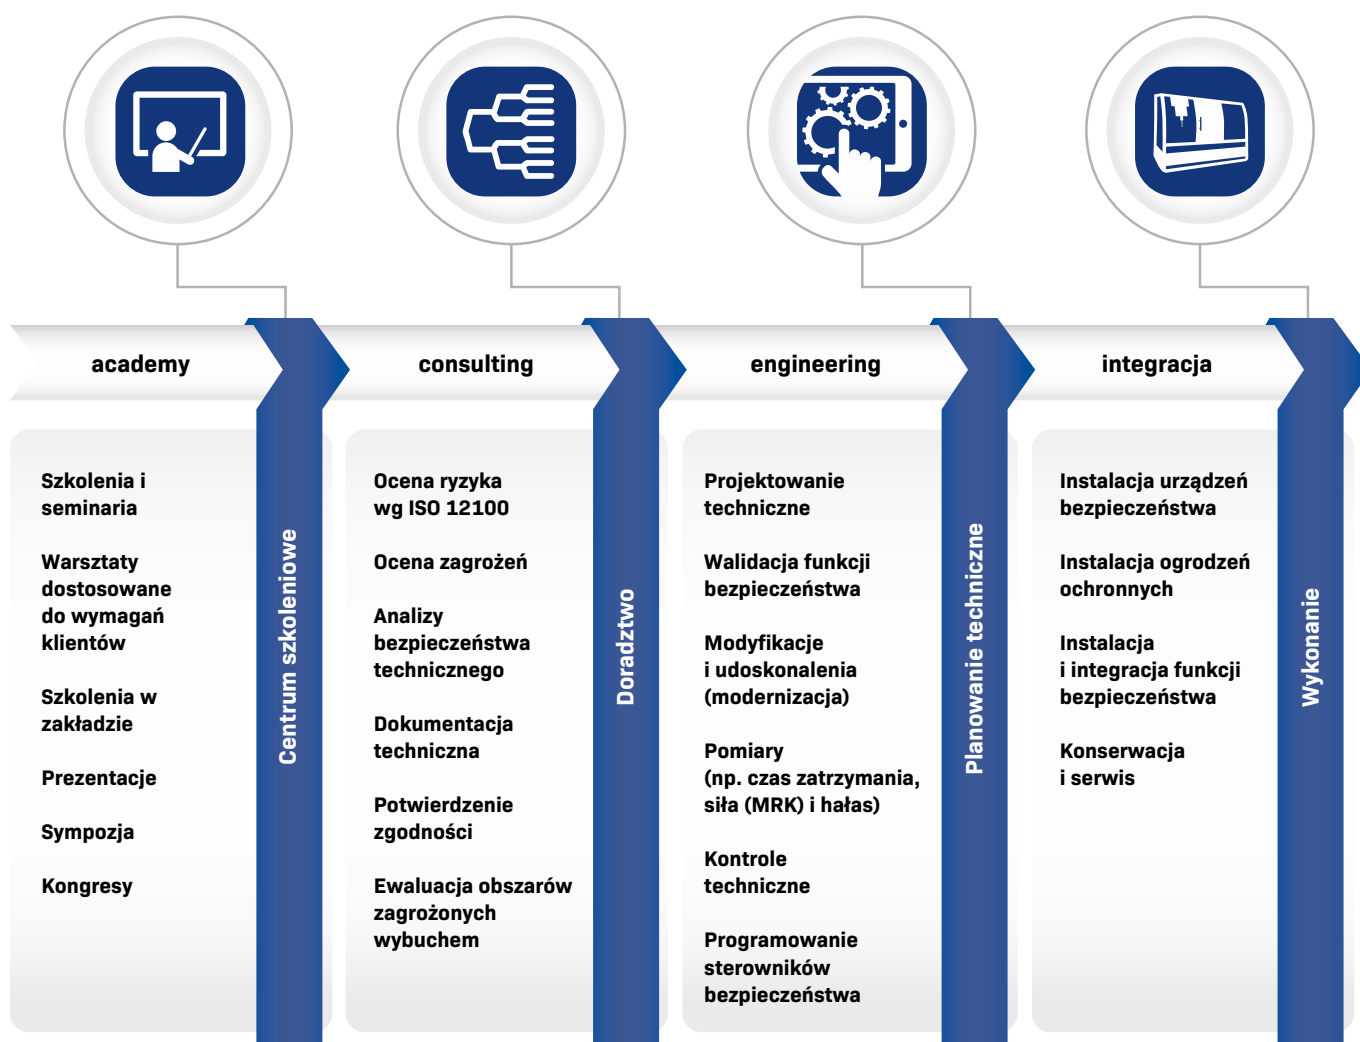 academy
Szkolenia i
seminaria
Warsztaty
dostosowane
do wymagań
klientów
Szkolenia w
zakładzie
Prezentacje
Sympozja
Kongresy
Centrum szkoleniowe
consulting
Ocena ryzyka
wg ISO 12100
Ocena zagrożeń
Analizy
bezpieczeństwa
technicznego
Dokumentacja
techniczna
Potwierdzenie
zgodności
Ewaluacja obszarów
zagrożonych
wybuchem
Doradztwo
engineering
Projektowanie
techniczne
Walidacja funkcji
bezpieczeństwa
Modyfikacje
i udoskonalenia
(modernizacja)
Pomiary
(np. czas zatrzymania,
siła (MRK) i hałas)
Kontrole
techniczne
Programowanie
sterowników
bezpieczeństwa
Planowanie techniczne
integracja
Instalacja urządzeń
bezpieczeństwa
Instalacja ogrodzeń
ochronnych
Instalacja
i integracja funkcji
bezpieczeństwa
Konserwacja
i serwis
Wykonanie